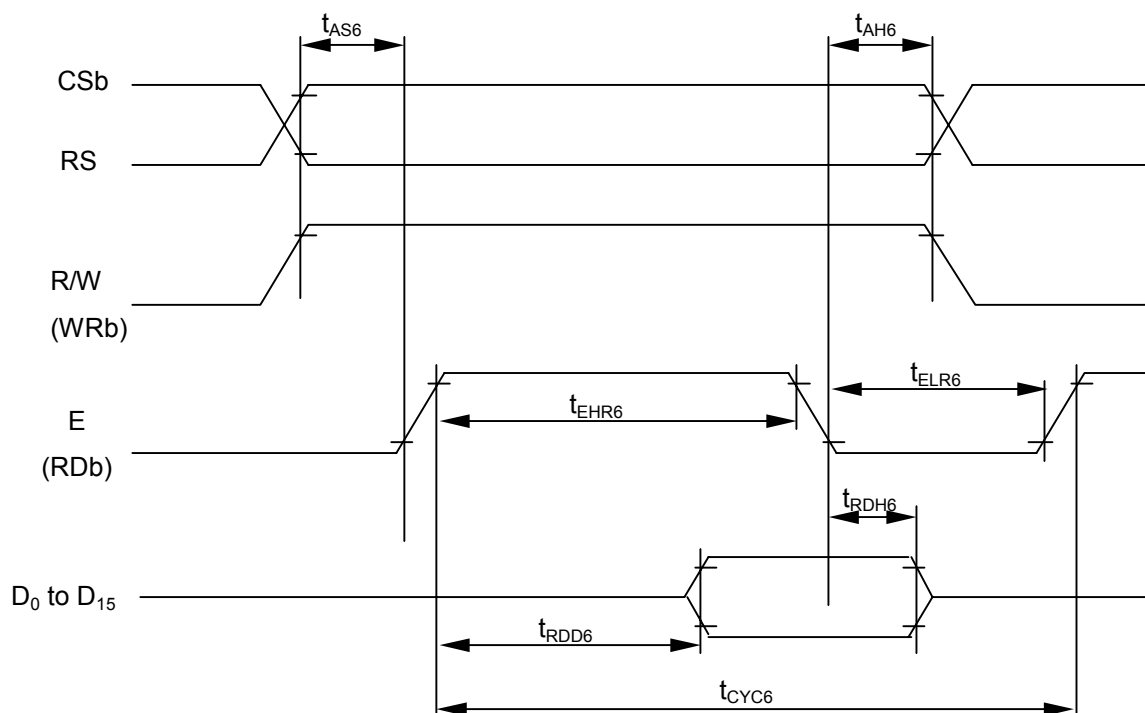 tAS6
tAH6
CSb
RS
R/W
(WRb)
tELR6
E
tEHR6
(RDb)
tRDH6
D0 to D15
tRDD6
tCYC6